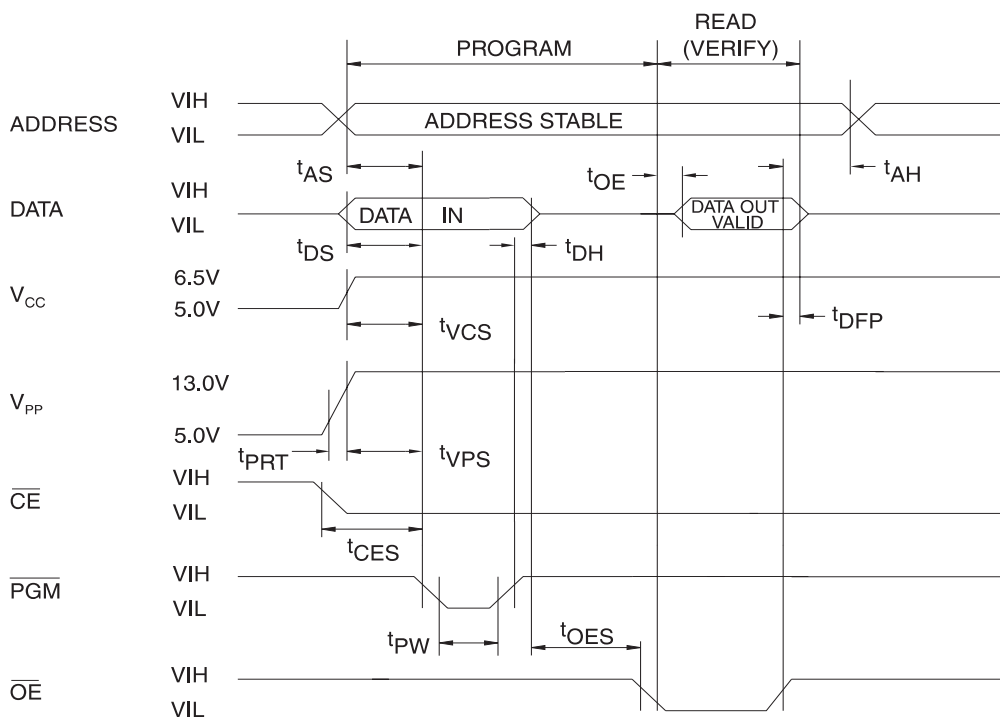 READ
PROGRAM (VERIFY)
ADDRESS VIH
VIL ADDRESS STABLE
tAS tOE tAH
DATA VIH
VIL DATA IN DATA OUT VALID
tDS tDH
VCC 6.5V
5.0V
tVCS tDFP
VPP 13.0V
5.0V
tPRT tVPS
CE VIH
VIL
tCES
PGM VIH
VIL
tPW tOES
OE VIH
VIL